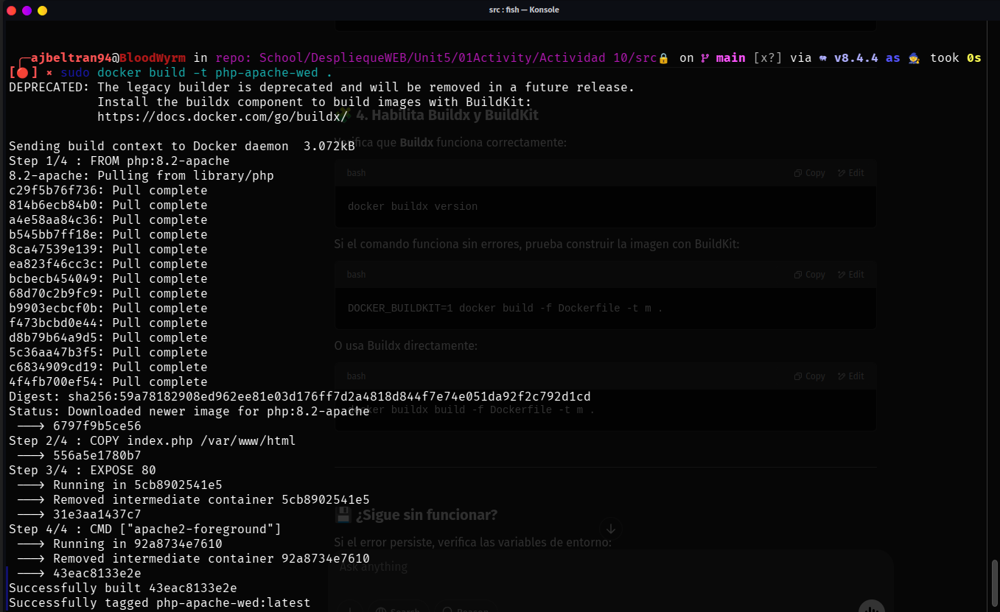 src : fish — Konsole
╭─ajbeltran94@BloodWyrm in repo: School/DespliequeWEB/Unit5/01Activity/Actividad 10/src🔒 on main [x?] via v8.4.4 as 🧙 took 0s
[🔴] × sudo docker build -t php-apache-wed .
DEPRECATED: The legacy builder is deprecated and will be removed in a future release.
Install the buildx component to build images with BuildKit:
https://docs.docker.com/go/buildx/
4. Habilita Buildx y BuildKit
Verifica que Buildx funciona correctamente:
Sending build context to Docker daemon 3.072kB
Step 1/4 : FROM php:8.2-apache
8.2-apache: Pulling from library/php
bash Copy Edit
c29f5b76f736: Pull complete
814b6ecb84b0: Pull complete
docker buildx version
a4e58aa84c36: Pull complete
b545bb7ff18e: Pull complete
Si el comando funciona sin errores, prueba construir la imagen con BuildKit:
8ca47539e139: Pull complete
ea823f46cc3c: Pull complete
bash Copy Edit
bcbecb454049: Pull complete
68d70c2b9fc9: Pull complete
b9903ecbcf0b: Pull complete
DOCKER_BUILDKIT=1 docker build -f Dockerfile -t m .
f473bcbd0e44: Pull complete
d8b79b64a9d5: Pull complete
O usa Buildx directamente:
5c36aa47b3f5: Pull complete
c6834909cd19: Pull complete
bash Copy Edit
4f4fb700ef54: Pull complete
Digest: sha256:59a78182908ed962ee81e03d176ff7d2a4818d844f7e74e051da92f2c792d1cd
Status: Downloaded newer image for php:8.2-apache
docker buildx build -f Dockerfile -t m .
---> 6797f9b5ce56
Step 2/4 : COPY index.php /var/www/html
---> 556a5e1780b7
Step 3/4 : EXPOSE 80
---> Running in 5cb8902541e5
---> Removed intermediate container 5cb8902541e5
---> 31e3aa1437c7
¿Sigue sin funcionar?
Step 4/4 : CMD ["apache2-foreground"]
---> Running in 92a8734e7610
Si el error persiste, verifica las variables de entorno:
---> Removed intermediate container 92a8734e7610
---> 43eac8133e2e
Ask anything
Successfully built 43eac8133e2e
Successfully tagged php-apache-wed:latest
Search Reason